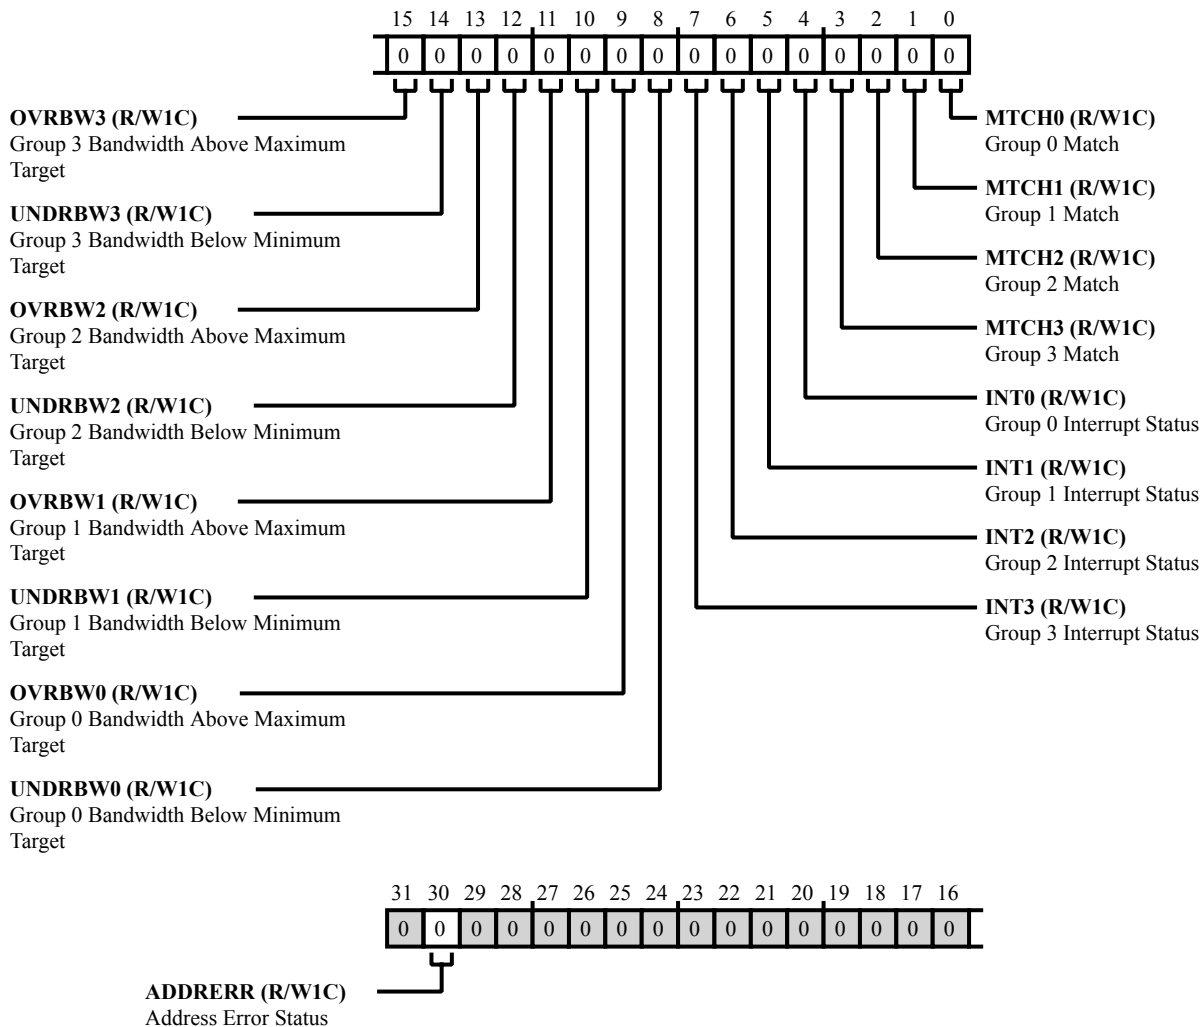 15 14 13 12 11 10 9 8 7 6 5 4 3 2 1 0
0 0 0 0 0 0 0 0 0 0 0 0 0 0 0 0
OVRBW3 (R/W1C)
Group 3 Bandwidth Above Maximum
Target
UNDRBW3 (R/W1C)
Group 3 Bandwidth Below Minimum
Target
OVRBW2 (R/W1C)
Group 2 Bandwidth Above Maximum
Target
UNDRBW2 (R/W1C)
Group 2 Bandwidth Below Minimum
Target
OVRBW1 (R/W1C)
Group 1 Bandwidth Above Maximum
Target
UNDRBW1 (R/W1C)
Group 1 Bandwidth Below Minimum
Target
OVRBW0 (R/W1C)
Group 0 Bandwidth Above Maximum
Target
UNDRBW0 (R/W1C)
Group 0 Bandwidth Below Minimum
Target
MTCH0 (R/W1C)
Group 0 Match
MTCH1 (R/W1C)
Group 1 Match
MTCH2 (R/W1C)
Group 2 Match
MTCH3 (R/W1C)
Group 3 Match
INT0 (R/W1C)
Group 0 Interrupt Status
INT1 (R/W1C)
Group 1 Interrupt Status
INT2 (R/W1C)
Group 2 Interrupt Status
INT3 (R/W1C)
Group 3 Interrupt Status
31 30 29 28 27 26 25 24 23 22 21 20 19 18 17 16
0 0 0 0 0 0 0 0 0 0 0 0 0 0 0 0
ADDRERR (R/W1C)
Address Error Status